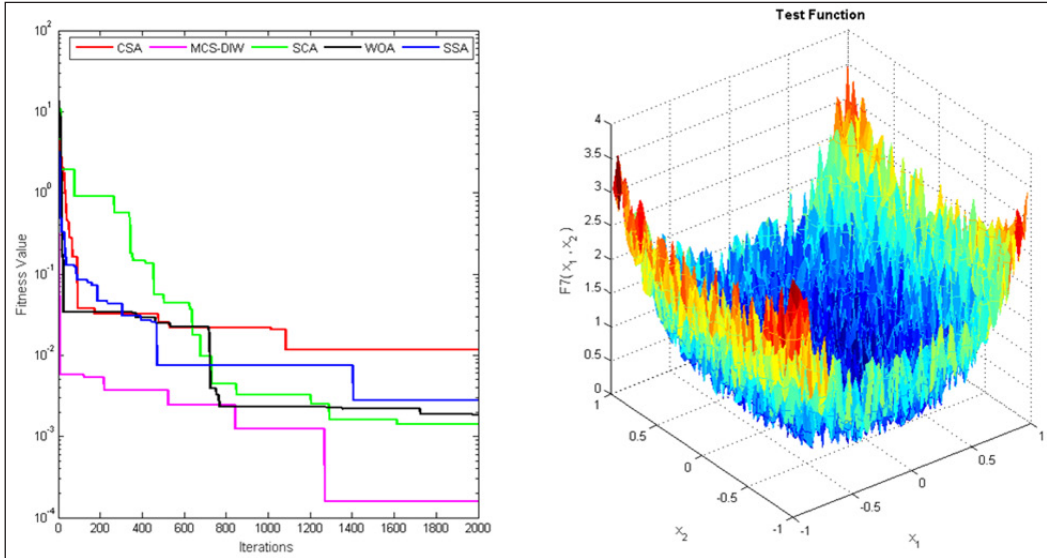 CSA MCS-DIW SCA WOA SSA
Fitness Value
10^2
10^1
10^0
10^-1
10^-2
10^-3
10^-4
0 200 400 600 800 1000 1200 1400 1600 1800 2000
Iterations
Test Function
F7( x_1 , x_2 )
4
3.5
3
2.5
2
1.5
1
0.5
0
1 0.5 0 -0.5 -1
x_2
-1 -0.5 0 0.5 1
x_1